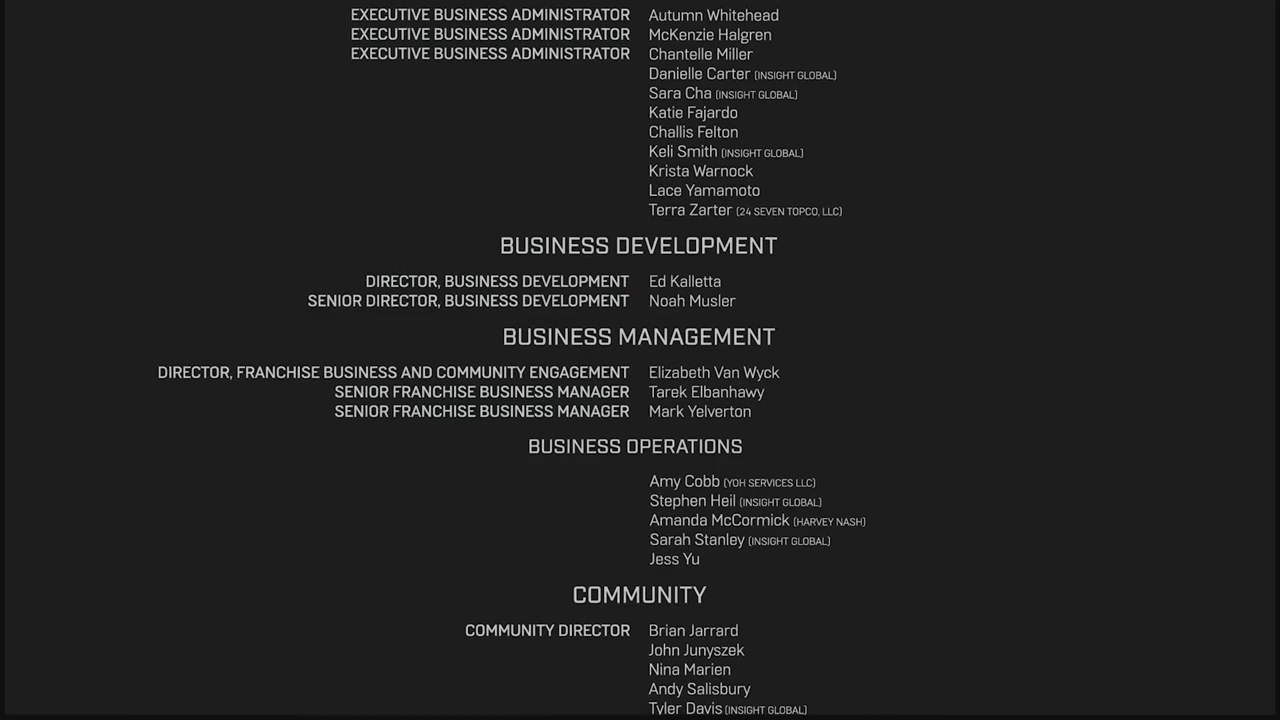 EXECUTIVE BUSINESS ADMINISTRATOR Autumn Whitehead
EXECUTIVE BUSINESS ADMINISTRATOR McKenzie Halgren
EXECUTIVE BUSINESS ADMINISTRATOR Chantelle Miller
Danielle Carter (INSIGHT GLOBAL)
Sara Cha (INSIGHT GLOBAL)
Katie Fajardo
Challis Felton
Keli Smith (INSIGHT GLOBAL)
Krista Warnock
Lace Yamamoto
Terra Zarter (24 SEVEN TOPCO, LLC)
BUSINESS DEVELOPMENT
DIRECTOR, BUSINESS DEVELOPMENT Ed Kalletta
SENIOR DIRECTOR, BUSINESS DEVELOPMENT Noah Musler
BUSINESS MANAGEMENT
DIRECTOR, FRANCHISE BUSINESS AND COMMUNITY ENGAGEMENT Elizabeth Van Wyck
SENIOR FRANCHISE BUSINESS MANAGER Tarek Elbanhawy
SENIOR FRANCHISE BUSINESS MANAGER Mark Yelverton
BUSINESS OPERATIONS
Amy Cobb (YOH SERVICES LLC)
Stephen Heil (INSIGHT GLOBAL)
Amanda McCormick (HARVEY NASH)
Sarah Stanley (INSIGHT GLOBAL)
Jess Yu
COMMUNITY
COMMUNITY DIRECTOR Brian Jarrard
John Junyszek
Nina Marien
Andy Salisbury
Tyler Davis (INSIGHT GLOBAL)